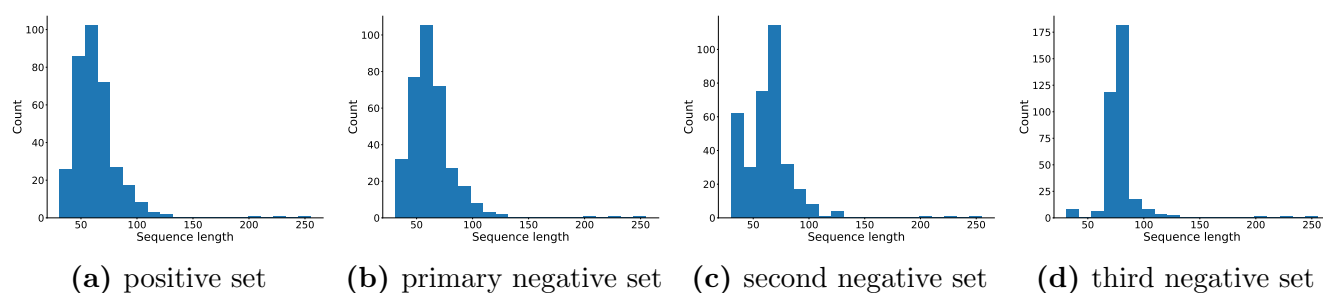 100
80
60
40
20
0
Count
50 100 150 200 250
Sequence length
(a) positive set
100
80
60
40
20
0
Count
50 100 150 200 250
Sequence length
(b) primary negative set
100
80
60
40
20
0
Count
50 100 150 200 250
Sequence length
(c) second negative set
175
150
125
100
75
50
25
0
Count
50 100 150 200 250
Sequence length
(d) third negative set